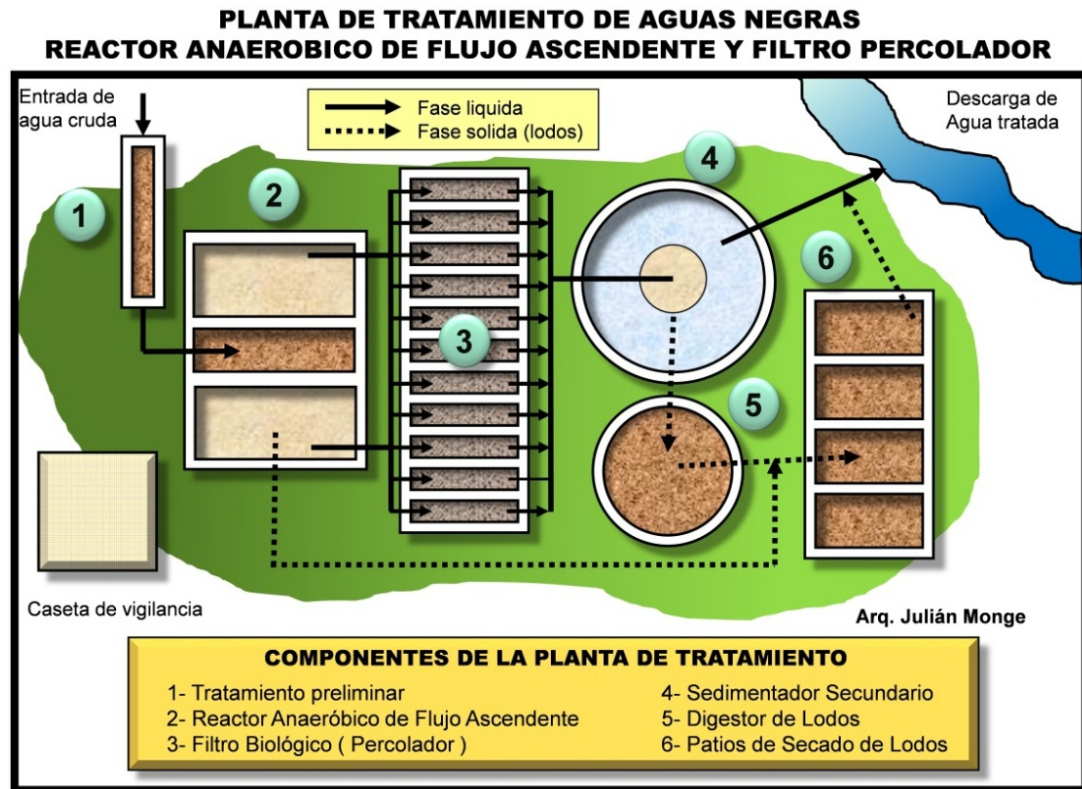 PLANTA DE TRATAMIENTO DE AGUAS NEGRAS
REACTOR ANAEROBICO DE FLUJO ASCENDENTE Y FILTRO PERCOLADOR
Entrada de
agua cruda
Fase liquida
Fase solida (lodos)
Descarga de
Agua tratada
1
2
3
4
5
6
Caseta de vigilancia
Arq. Julián Monge
COMPONENTES DE LA PLANTA DE TRATAMIENTO
1- Tratamiento preliminar
2- Reactor Anaeróbico de Flujo Ascendente
3- Filtro Biológico ( Percolador )
4- Sedimentador Secundario
5- Digestor de Lodos
6- Patios de Secado de Lodos